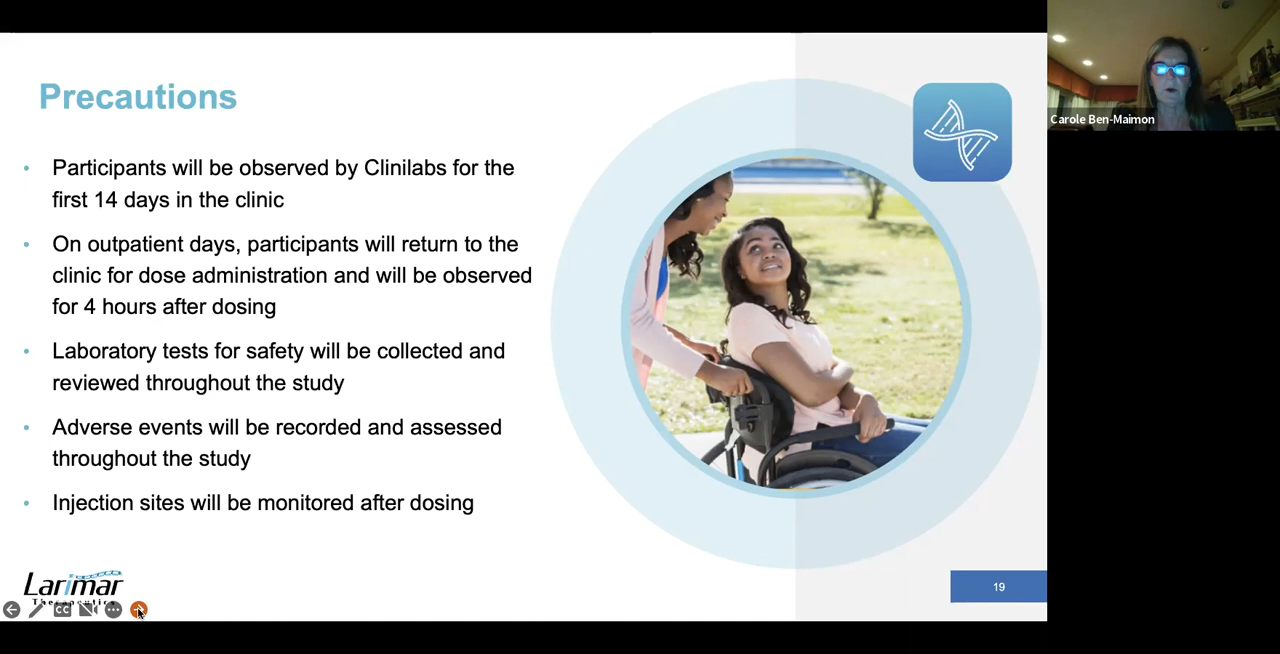 Precautions
Carole Ben-Maimon
• Participants will be observed by Clinilabs for the
first 14 days in the clinic
• On outpatient days, participants will return to the
clinic for dose administration and will be observed
for 4 hours after dosing
• Laboratory tests for safety will be collected and
reviewed throughout the study
• Adverse events will be recorded and assessed
throughout the study
• Injection sites will be monitored after dosing
Larimar
Therapeutics
CC
19